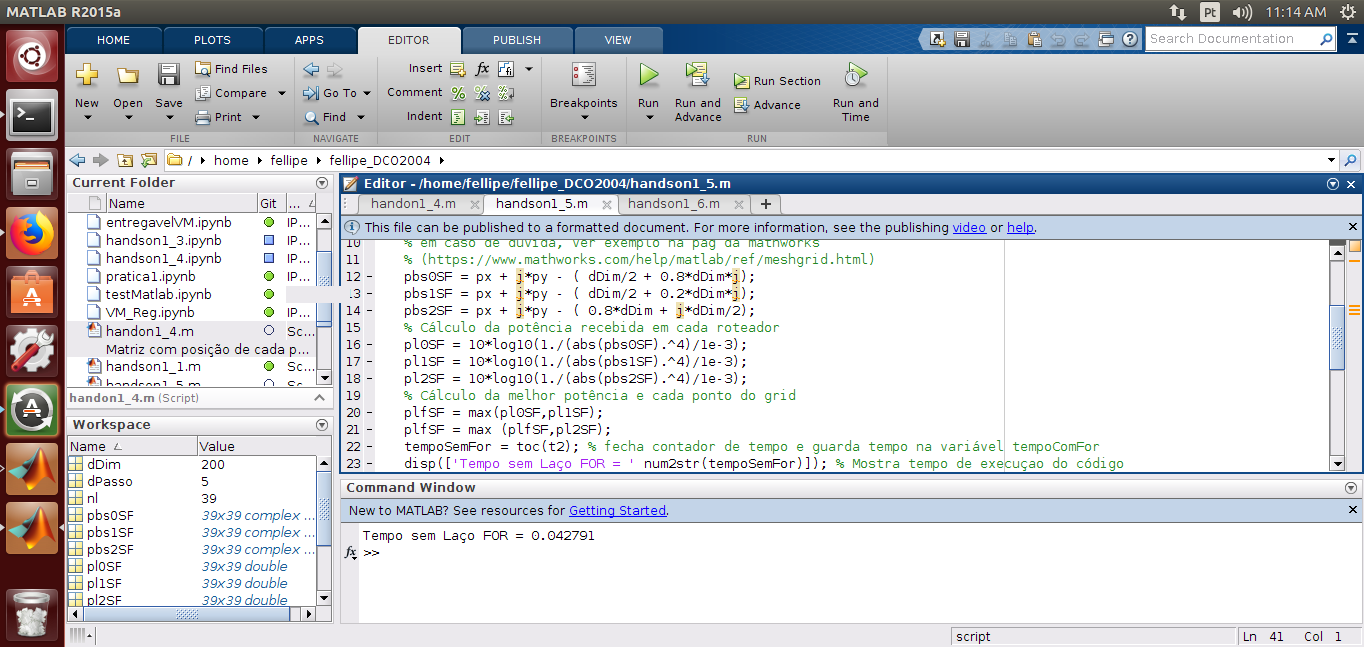 MATLAB R2015a
Pt
11:14 AM
HOME PLOTS APPS EDITOR PUBLISH VIEW
Search Documentation
New Open Save
Find Files
Compare
Print
FILE
Go To
Find
NAVIGATE
Insert fx
Comment
Indent
EDIT
Breakpoints
BREAKPOINTS
Run
Run and Advance
Run Section
Advance
Run and Time
RUN
/ home fellipe fellipe_DCO2004
Current Folder
Name Git ...
entregavelVM.ipynb IP...
handson1_3.ipynb IP...
handson1_4.ipynb IP...
pratica1.ipynb IP...
testMatlab.ipynb
VM_Reg.ipynb IP...
handon1_4.m Sc...
Matriz com posição de cada p...
handson1_1.m Sc...
handson1_5.m Sc...
handon1_4.m (Script)
Workspace
Name Value
dDim 200
dPasso 5
nl 39
pbs0SF 39x39 complex ...
pbs1SF 39x39 complex ...
pbs2SF 39x39 complex ...
pl0SF 39x39 double
pl1SF 39x39 double
pl2SF 39x39 double
Editor - /home/fellipe/fellipe_DCO2004/handson1_5.m
handon1_4.m handson1_5.m handson1_6.m
This file can be published to a formatted document. For more information, see the publishing video or help.
10 % em caso de dúvida, ver exemplo na pág da mathworks
11 % (https://www.mathworks.com/help/matlab/ref/meshgrid.html)
12 - pbs0SF = px + j*py - ( dDim/2 + 0.8*dDim*j);
.3 - pbs1SF = px + j*py - ( dDim/2 + 0.2*dDim*j);
14 - pbs2SF = px + j*py - ( 0.8*dDim + j*dDim/2);
15 % Cálculo da potência recebida em cada roteador
16 - pl0SF = 10*log10(1./(abs(pbs0SF).^4)/1e-3);
17 - pl1SF = 10*log10(1./(abs(pbs1SF).^4)/1e-3);
18 - pl2SF = 10*log10(1./(abs(pbs2SF).^4)/1e-3);
19 % Cálculo da melhor potência e cada ponto do grid
20 - plfSF = max(pl0SF,pl1SF);
21 - plfSF = max (plfSF,pl2SF);
22 - tempoSemFor = toc(t2); % fecha contador de tempo e guarda tempo na variável tempoComFor
23 - disp(['Tempo sem Laço FOR = ' num2str(tempoSemFor)]); % Mostra tempo de execuçao do código
Command Window
New to MATLAB? See resources for Getting Started.
Tempo sem Laço FOR = 0.042791
fx >>
script
Ln 41 Col 1